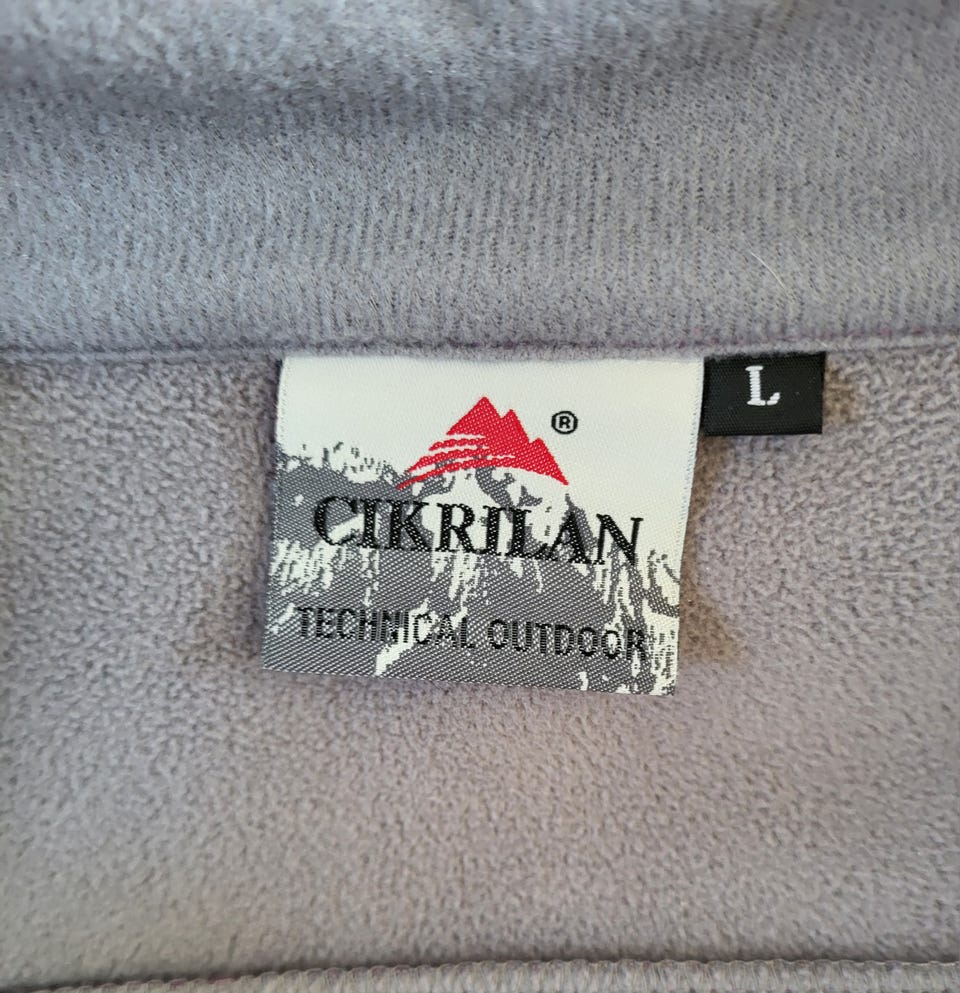 L
®
CIKRILAN
TECHNICAL OUTDOOR